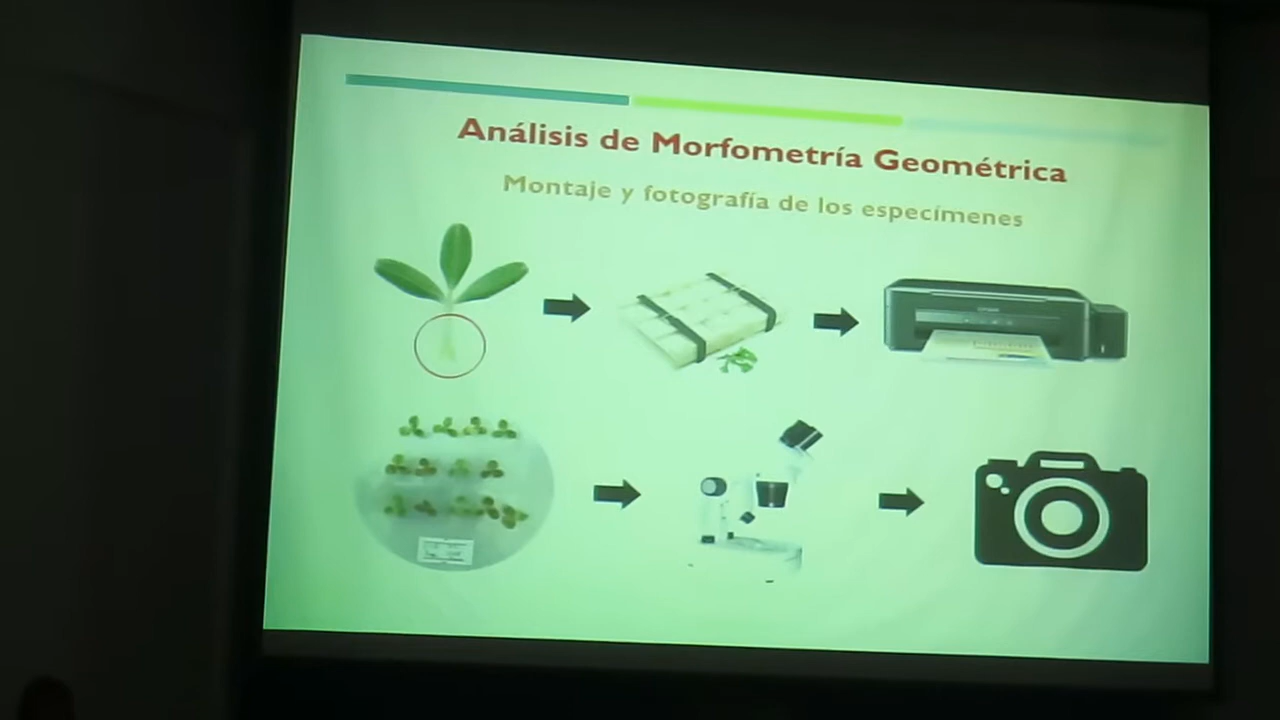 Análisis de Morfometría Geométrica
Montaje y fotografía de los especímenes